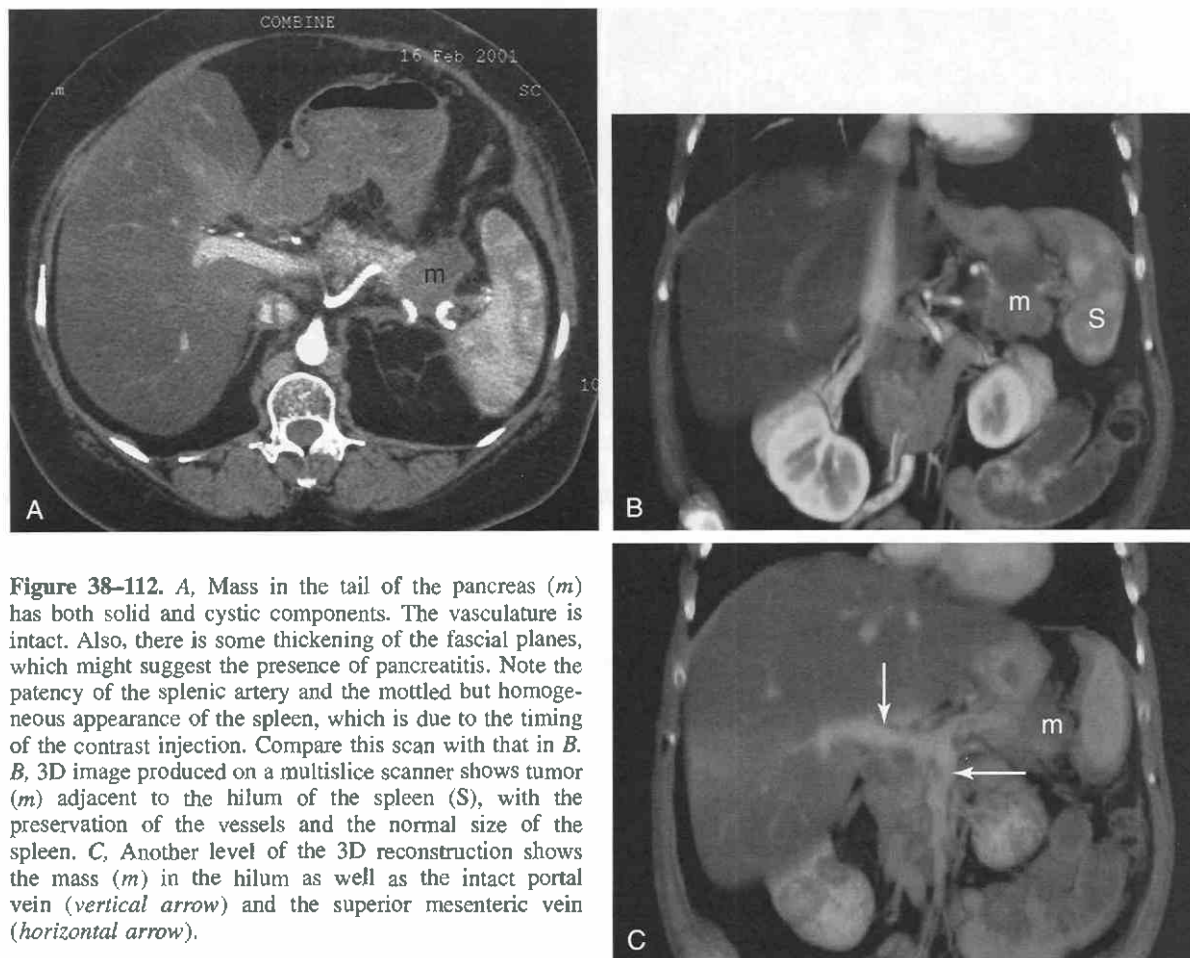 COMBINE
16 Feb 2001
.m
SC
m
10
A
m
S
B
m
C
Figure 38–112. A, Mass in the tail of the pancreas (m)
has both solid and cystic components. The vasculature is
intact. Also, there is some thickening of the fascial planes,
which might suggest the presence of pancreatitis. Note the
patency of the splenic artery and the mottled but homoge-
neous appearance of the spleen, which is due to the timing
of the contrast injection. Compare this scan with that in B.
B, 3D image produced on a multislice scanner shows tumor
(m) adjacent to the hilum of the spleen (S), with the
preservation of the vessels and the normal size of the
spleen. C, Another level of the 3D reconstruction shows
the mass (m) in the hilum as well as the intact portal
vein (vertical arrow) and the superior mesenteric vein
(horizontal arrow).